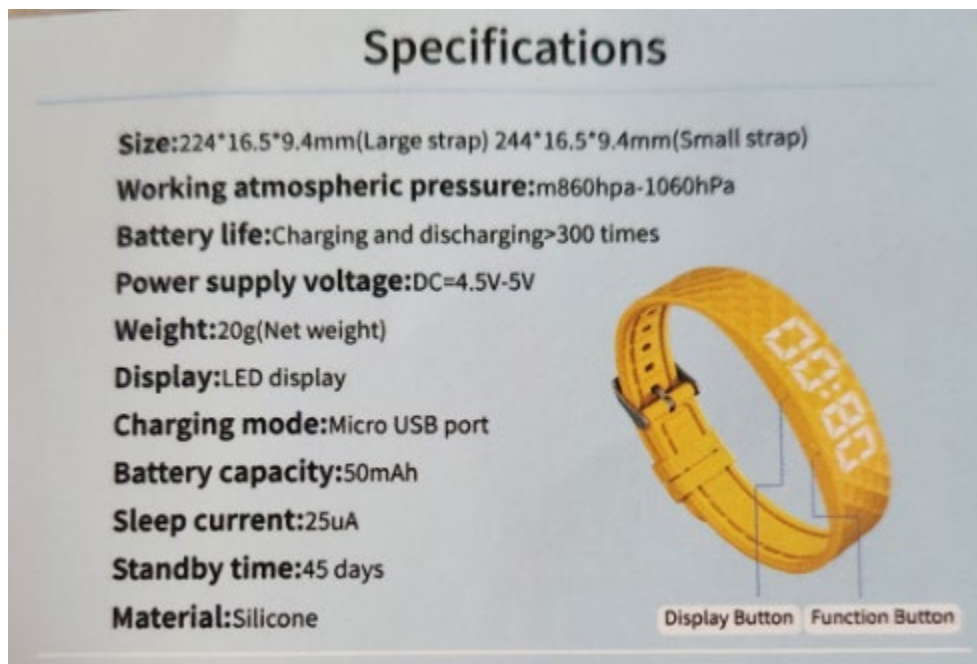 Specifications
Size:224*16.5*9.4mm(Large strap) 244*16.5*9.4mm(Small strap)
Working atmospheric pressure:m860hpa-1060hPa
Battery life:Charging and discharging>300 times
Power supply voltage:DC=4.5V-5V
Weight:20g(Net weight)
Display:LED display
Charging mode:Micro USB port
Battery capacity:50mAh
Sleep current:25uA
Standby time:45 days
Material:Silicone
00:80
Display Button Function Button